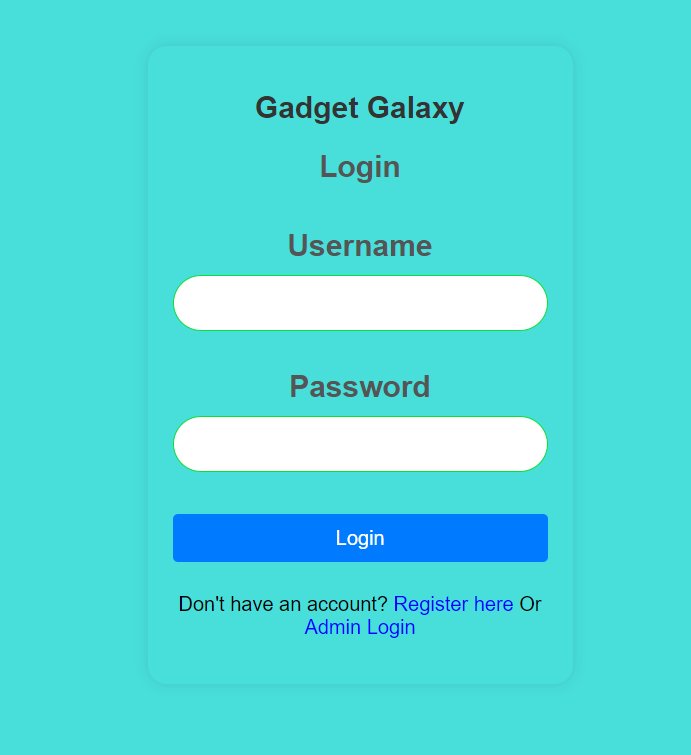 Gadget Galaxy
Login
Username
Password
Login
Don't have an account? Register here Or
Admin Login